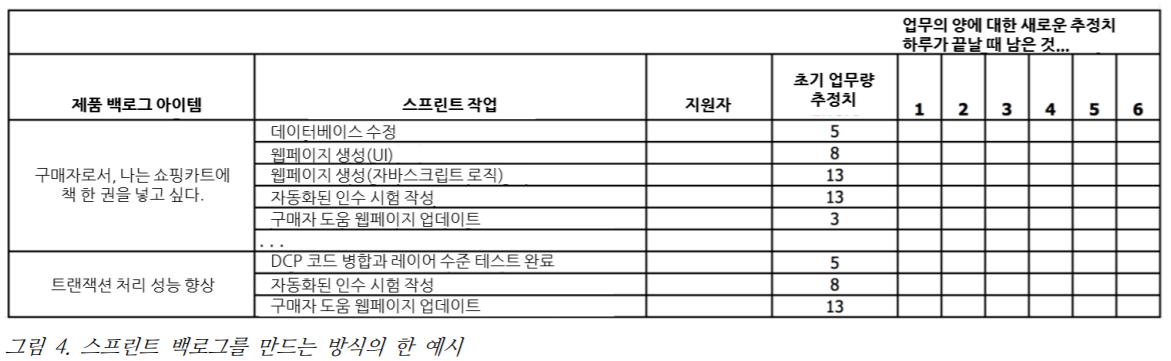 업무의 양에 대한 새로운 추정치
하루가 끝날 때 남은 것...
제품 백로그 아이템 스프린트 작업 지원자 초기 업무량 추정치 1 2 3 4 5 6
구매자로서, 나는 쇼핑카트에
책 한 권을 넣고 싶다.
데이터베이스 수정 5
웹페이지 생성(UI) 8
웹페이지 생성(자바스크립트 로직) 13
자동화된 인수 시험 작성 13
구매자 도움 웹페이지 업데이트 3
...
트랜잭션 처리 성능 향상
DCP 코드 병합과 레이어 수준 테스트 완료 5
자동화된 인수 시험 작성 8
구매자 도움 웹페이지 업데이트 13
그림 4. 스프린트 백로그를 만드는 방식의 한 예시